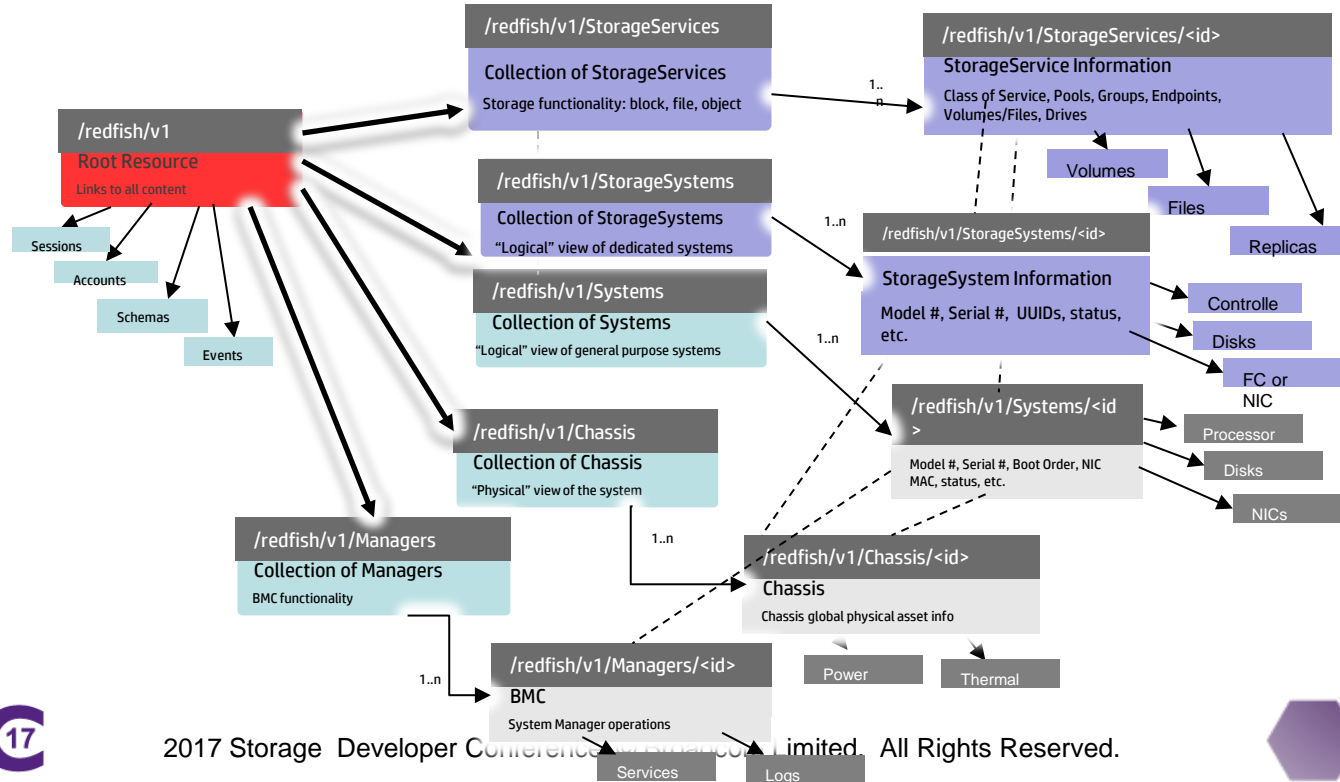 /redfish/v1/StorageServices
Collection of StorageServices
Storage functionality: block, file, object
/redfish/v1/StorageServices/<id>
StorageService Information
Class of Service, Pools, Groups, Endpoints,
Volumes/Files, Drives
1..
n
/redfish/v1
Root Resource
Links to all content
Volumes
Files
Replicas
/redfish/v1/StorageSystems
Collection of StorageSystems
“Logical” view of dedicated systems
1..n
/redfish/v1/StorageSystems/<id>
StorageSystem Information
Model #, Serial #, UUIDs, status,
etc.
Sessions
Accounts
Schemas
Events
/redfish/v1/Systems
Collection of Systems
“Logical” view of general purpose systems
1..n
Controlle
Disks
FC or
NIC
/redfish/v1/Systems/<id
>
Model #, Serial #, Boot Order, NIC
MAC, status, etc.
Processor
Disks
NICs
/redfish/v1/Chassis
Collection of Chassis
“Physical” view of the system
1..n
/redfish/v1/Chassis/<id>
Chassis
Chassis global physical asset info
Power
Thermal
/redfish/v1/Managers
Collection of Managers
BMC functionality
1..n
/redfish/v1/Managers/<id>
BMC
System Manager operations
Services
Logs
17
2017 Storage Developer Conference. © Broadcom Limited. All Rights Reserved.